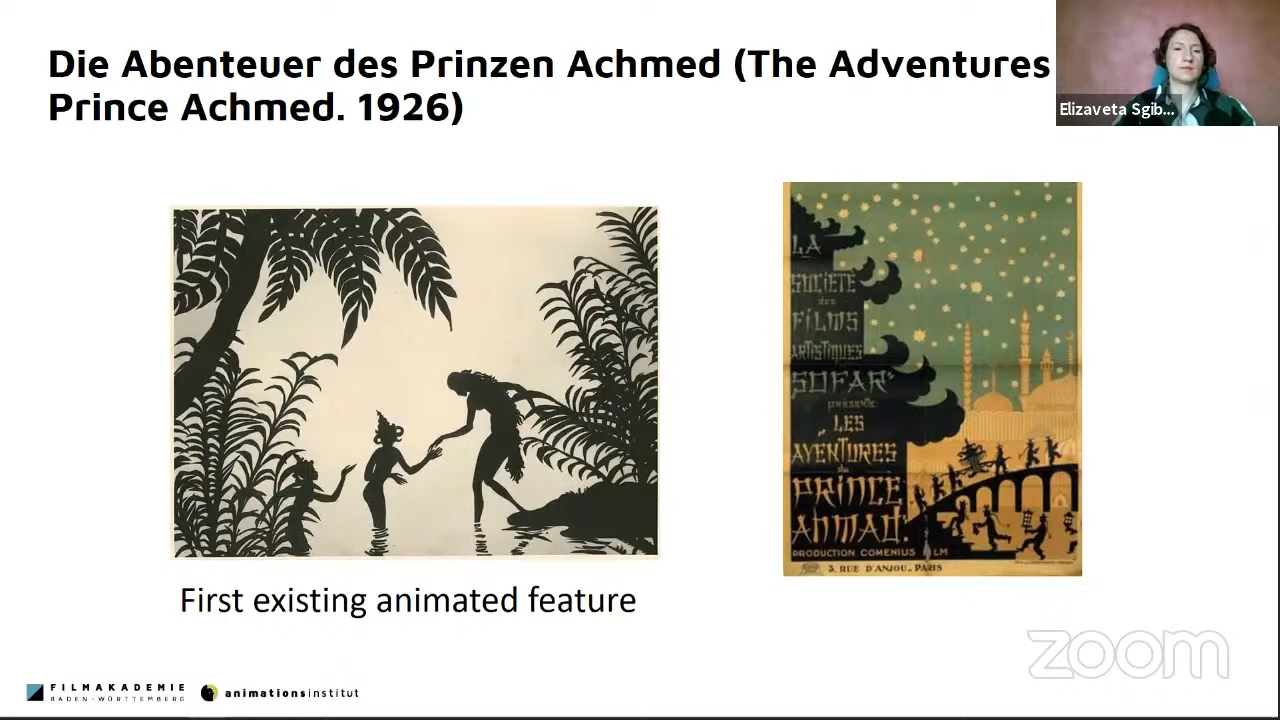 Die Abenteuer des Prinzen Achmed (The Adventures
Prince Achmed. 1926)
Elizaveta Sgib...
LA
SOCIETE
des
FILMS
ARTISTIQUES
"SOFAR"
présente:
"LES
AVENTURES
du
PRINCE
AHMAD".
PRODUCTION COMENIUS FILM
3, RUE D'ANJOU_PARIS
First existing animated feature
zoom
FILMAKADEMIE
BADEN-WÜRTTEMBERG
animationsinstitut